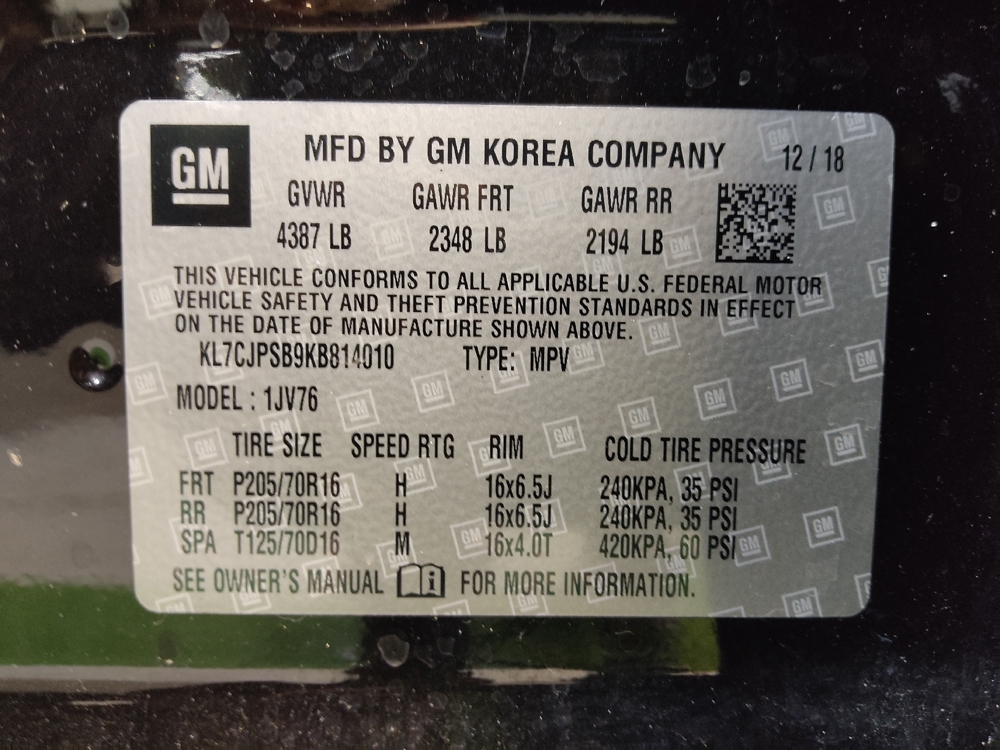 GM
MFD BY GM KOREA COMPANY 12 / 18
GVWR GAWR FRT GAWR RR
4387 LB 2348 LB 2194 LB
THIS VEHICLE CONFORMS TO ALL APPLICABLE U.S. FEDERAL MOTOR
VEHICLE SAFETY AND THEFT PREVENTION STANDARDS IN EFFECT
ON THE DATE OF MANUFACTURE SHOWN ABOVE.
KL7CJPSB9KB814010 TYPE: MPV
MODEL : 1JV76
TIRE SIZE SPEED RTG RIM COLD TIRE PRESSURE
FRT P205/70R16 H 16x6.5J 240KPA, 35 PSI
RR P205/70R16 H 16x6.5J 240KPA, 35 PSI
SPA T125/70D16 M 16x4.0T 420KPA, 60 PSI
SEE OWNER'S MANUAL FOR MORE INFORMATION.